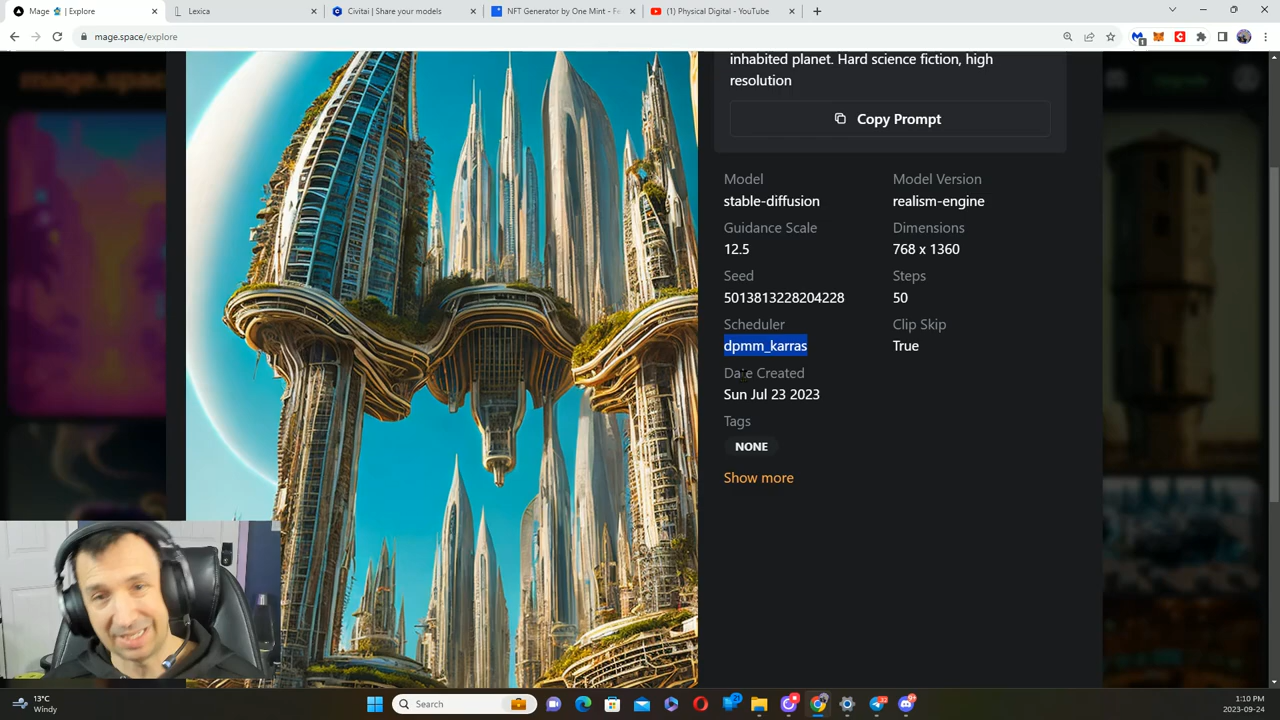 Mage | Explore
Lexica
Civitai | Share your models
NFT Generator by One Mint - Fe
(1) Physical Digital - YouTube
mage.space/explore
inhabited planet. Hard science fiction, high
resolution
Copy Prompt
Model
stable-diffusion
Model Version
realism-engine
Guidance Scale
12.5
Dimensions
768 x 1360
Seed
5013813228204228
Steps
50
Scheduler
dpmm_karras
Clip Skip
True
Date Created
Sun Jul 23 2023
Tags
NONE
Show more
13°C
Windy
Search
1:10 PM
2023-09-24